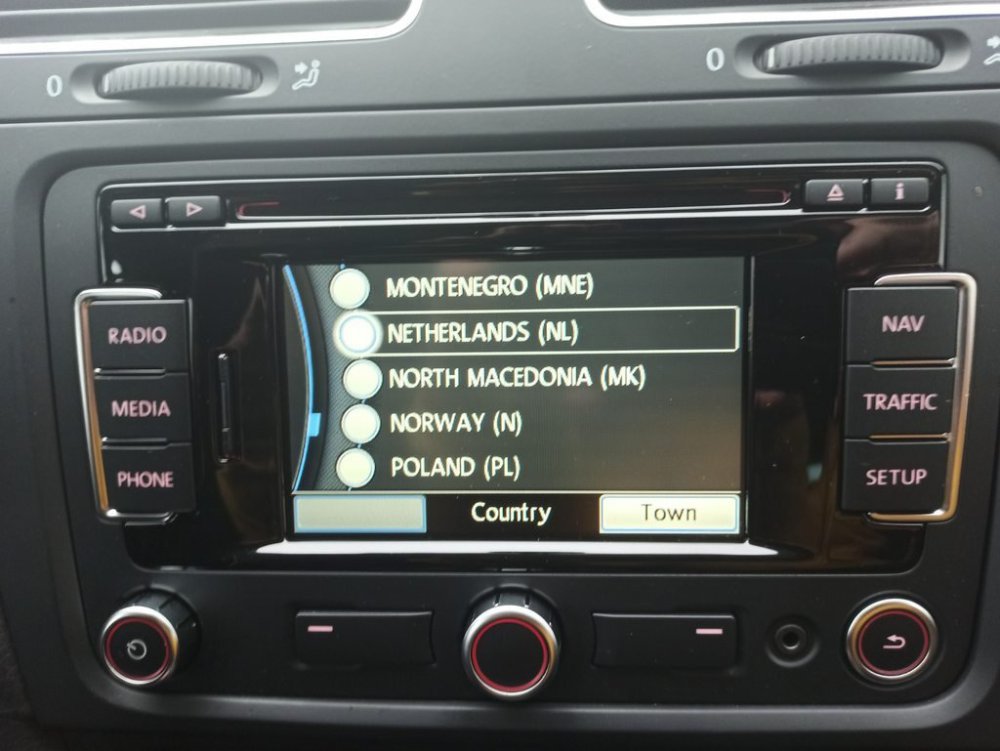 0
0
i
RADIO
MEDIA
PHONE
MONTENEGRO (MNE)
NETHERLANDS (NL)
NORTH MACEDONIA (MK)
NORWAY (N)
POLAND (PL)
Country Town
NAV
TRAFFIC
SETUP